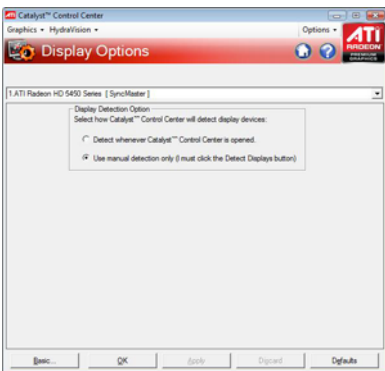 Catalyst™ Control Center
Graphics HydraVision Options
Display Options
ATI
RADEON
PREMIUM
GRAPHICS
1.ATI Radeon HD 5450 Series [ SyncMaster ]
Display Detection Option
Select how Catalyst™ Control Center will detect display devices:
Detect whenever Catalyst™ Control Center is opened.
Use manual detection only (I must click the Detect Displays button)
Basic... OK Apply Discard Defaults